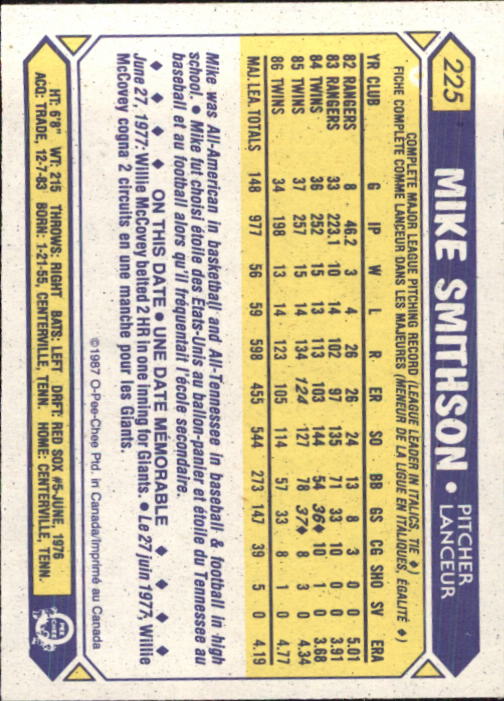 225 MIKE SMITHSON • PITCHER LANCEUR
COMPLETE MAJOR LEAGUE PITCHING RECORD (LEAGUE LEADER IN ITALICS, TIE ♦)
FICHE COMPLÈTE COMME LANCEUR DANS LES MAJEURES (MENEUR DE LA LIGUE EN ITALIQUES, ÉGALITÉ ♦)
YR CLUB G IP W L R ER SO BB GS CG SHO SV ERA
82 RANGERS 8 46.2 3 4 26 26 24 13 8 3 0 0 5.01
83 RANGERS 33 223.1 10 14 102 97 135 71 33 10 0 0 3.91
84 TWINS 36 252 15 13 113 103 144 54 36♦ 10 1 0 3.68
85 TWINS 37 257 15 14 134 124 127 78 37♦ 8 3 0 4.34
86 TWINS 34 198 13 14 123 105 114 57 33 8 1 0 4.77
MAJ. LEA. TOTALS 148 977 56 59 598 455 544 273 147 39 5 0 4.19
Mike was All-American in basketball and All-Tennessee in baseball & football in high
school. • Mike fut choisi étoile des États-Unis au ballon-panier et étoile du Tennessee au
baseball et au football alors qu'il fréquentait l'école secondaire.
♦ ♦ ♦ ♦ ON THIS DATE • UNE DATE MÉMORABLE ♦ ♦ ♦ ♦
June 27, 1977: Willie McCovey belted 2 HR in one inning for Giants. • Le 27 juin 1977, Willie
McCovey cogna 2 circuits en une manche pour les Giants.
©1987 O-Pee-Chee Ptd. in Canada/Imprimé au Canada
HT: 6'8" WT: 215 THROWS: RIGHT BATS: LEFT DRFT: RED SOX #5-JUNE, 1976
ACQ: TRADE, 12-7-83 BORN: 1-21-55, CENTERVILLE, TENN. HOME: CENTERVILLE, TENN.
O PEE CHEE